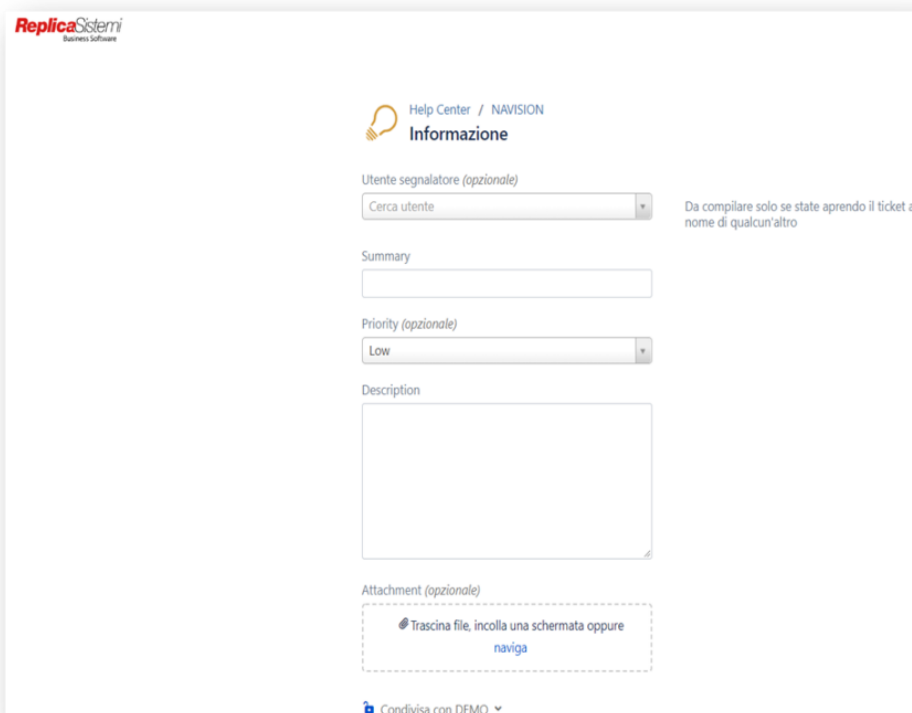 ReplicaSistemi
Business Software
Help Center / NAVISION
Informazione
Utente segnalatore (opzionale)
Cerca utente
Da compilare solo se state aprendo il ticket a
nome di qualcun'altro
Summary
Priority (opzionale)
Low
Description
Attachment (opzionale)
Trascina file, incolla una schermata oppure
naviga
Condivisa con DEMO